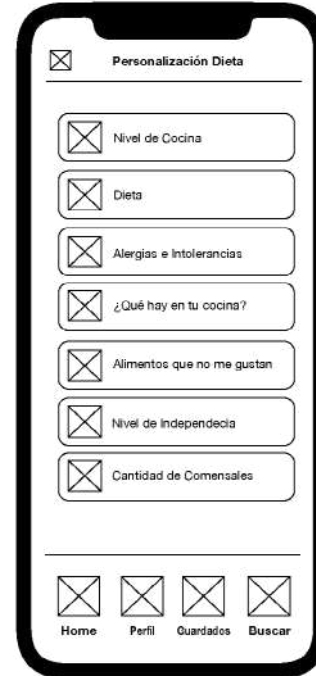 Personalización Dieta
Nivel de Cocina
Dieta
Alergias e Intolerancias
¿Qué hay en tu cocina?
Alimentos que no me gustan
Nivel de Independecia
Cantidad de Comensales
Home Perfil Guardados Buscar